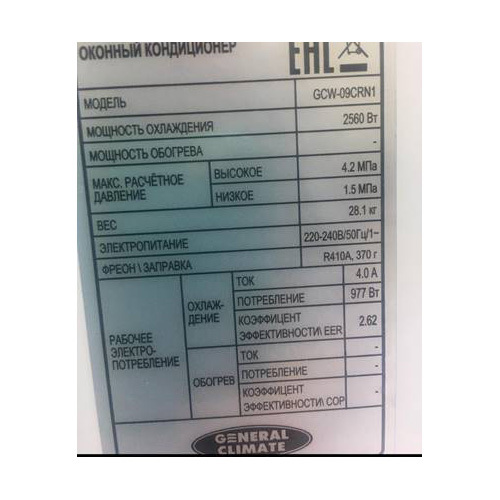 ОКОННЫЙ КОНДИЦИОНЕР EAC
МОДЕЛЬ GCW-09CRN1
МОЩНОСТЬ ОХЛАЖДЕНИЯ 2560 Вт
МОЩНОСТЬ ОБОГРЕВА -
МАКС. РАСЧЁТНОЕ ДАВЛЕНИЕ
ВЫСОКОЕ 4.2 МПа
НИЗКОЕ 1.5 МПа
ВЕС 28.1 кг
ЭЛЕКТРОПИТАНИЕ 220-240В/50Гц/1~
ФРЕОН \ ЗАПРАВКА R410A, 370 г
РАБОЧЕЕ
ЭЛЕКТРО-
ПОТРЕБЛЕНИЕ
ОХЛАЖ-
ДЕНИЕ
ТОК 4.0 А
ПОТРЕБЛЕНИЕ 977 Вт
КОЭФФИЦЕНТ
ЭФФЕКТИВНОСТИ\ EER 2.62
ОБОГРЕВ
ТОК -
ПОТРЕБЛЕНИЕ -
КОЭФФИЦЕНТ
ЭФФЕКТИВНОСТИ\ COP -
GENERAL
CLIMATE